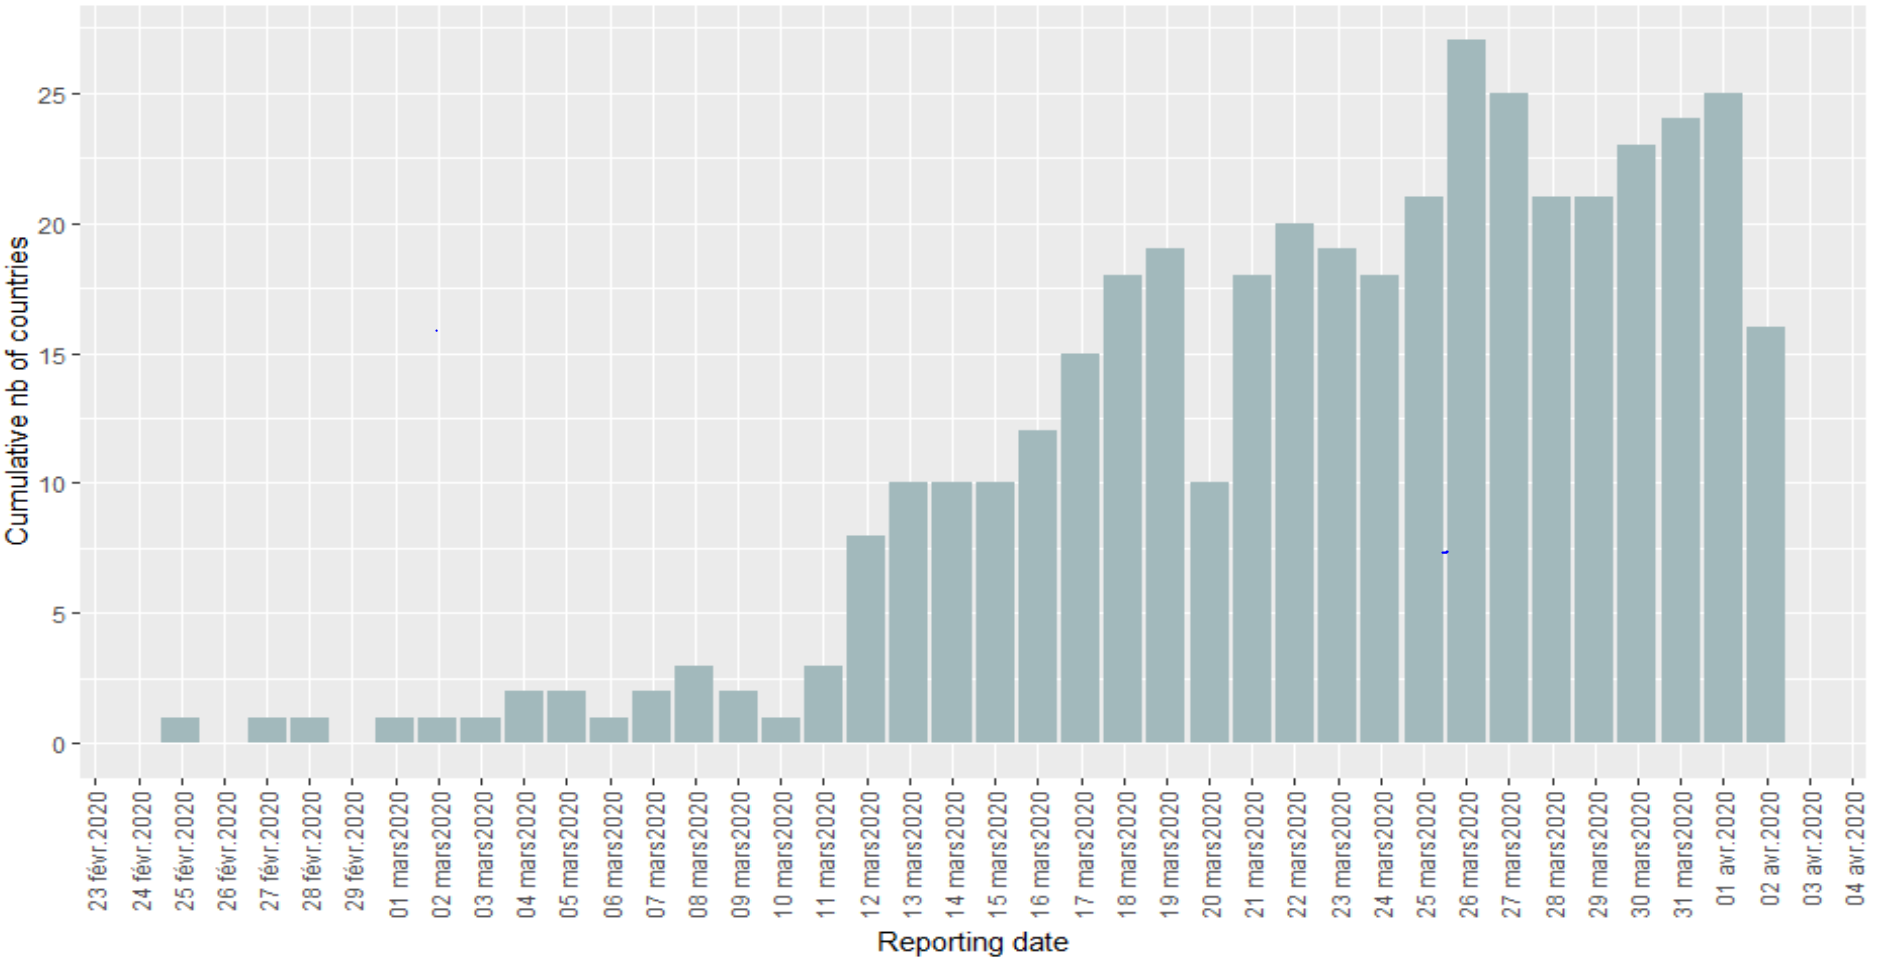 Cumulative nb of countries
25
20
15
10
5
0
23 févr.2020
24 févr.2020
25 févr.2020
26 févr.2020
27 févr.2020
28 févr.2020
29 févr.2020
01 mars2020
02 mars2020
03 mars2020
04 mars2020
05 mars2020
06 mars2020
07 mars2020
08 mars2020
09 mars2020
10 mars2020
11 mars2020
12 mars2020
13 mars2020
14 mars2020
15 mars2020
16 mars2020
17 mars2020
18 mars2020
19 mars2020
20 mars2020
21 mars2020
22 mars2020
23 mars2020
24 mars2020
25 mars2020
26 mars2020
27 mars2020
28 mars2020
29 mars2020
30 mars2020
31 mars2020
01 avr.2020
02 avr.2020
03 avr.2020
04 avr.2020
Reporting date